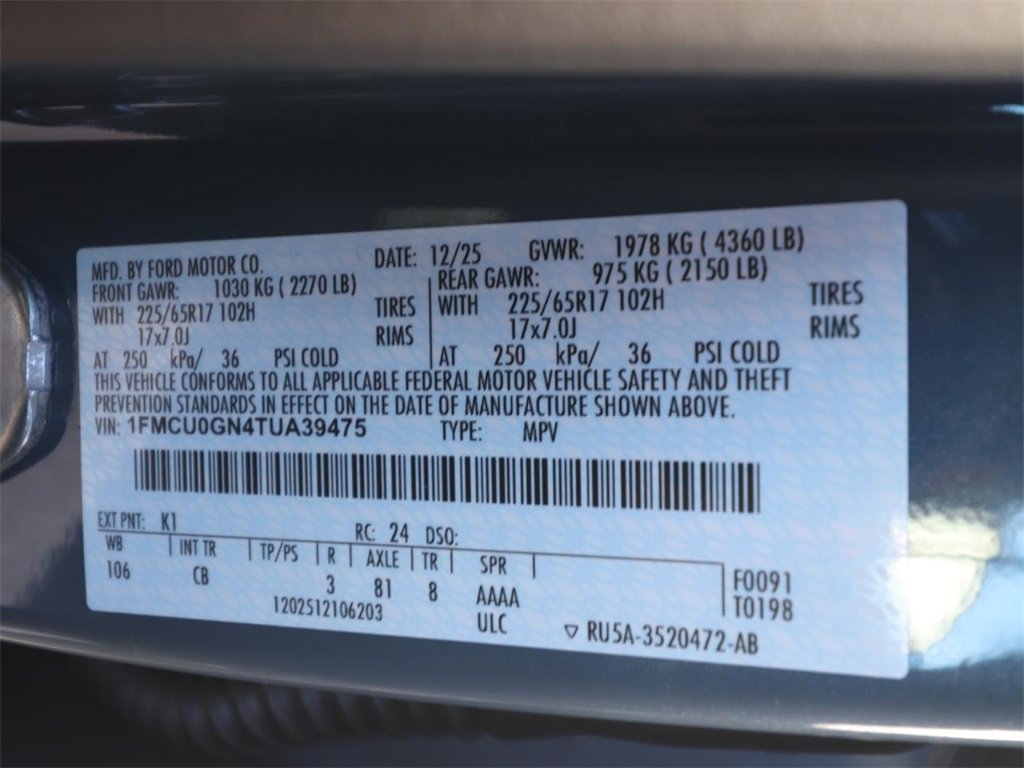 MFD. BY FORD MOTOR CO. DATE: 12/25 GVWR: 1978 KG ( 4360 LB)
FRONT GAWR: 1030 KG ( 2270 LB) REAR GAWR: 975 KG ( 2150 LB)
WITH 225/65R17 102H TIRES WITH 225/65R17 102H TIRES
17x7.0J RIMS 17x7.0J RIMS
AT 250 kPa/ 36 PSI COLD AT 250 kPa/ 36 PSI COLD
THIS VEHICLE CONFORMS TO ALL APPLICABLE FEDERAL MOTOR VEHICLE SAFETY AND THEFT
PREVENTION STANDARDS IN EFFECT ON THE DATE OF MANUFACTURE SHOWN ABOVE.
VIN: 1FMCU0GN4TUA39475 TYPE: MPV
EXT PNT: K1 RC: 24 DSO:
WB INT TR TP/PS R AXLE TR SPR
106 CB 3 81 8 AAAA F0091
1202512106203 ULC T0198
RU5A-3520472-AB